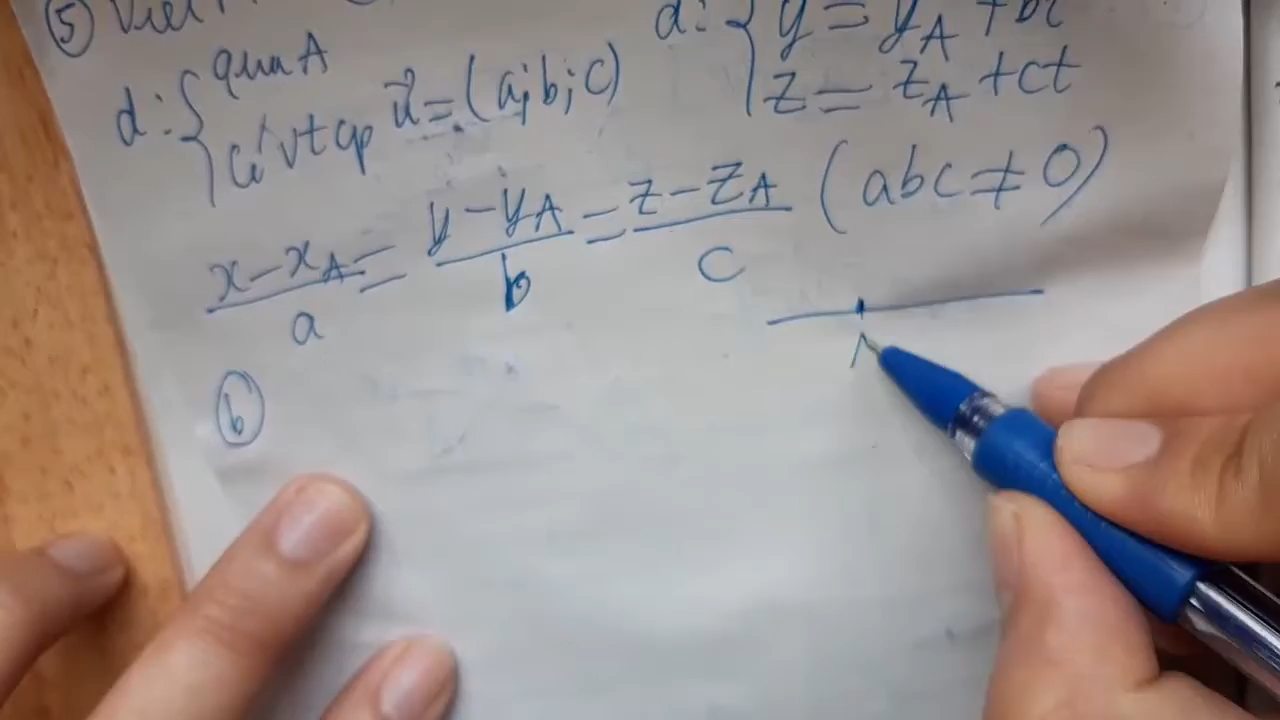 ⑤ Viết
d: { qua A
có vtcp u⃗ = (a; b; c)
d: { y = y_A + bt
z = z_A + ct
(x - x_A)/a = (y - y_A)/b = (z - z_A)/c (abc ≠ 0)
⑥